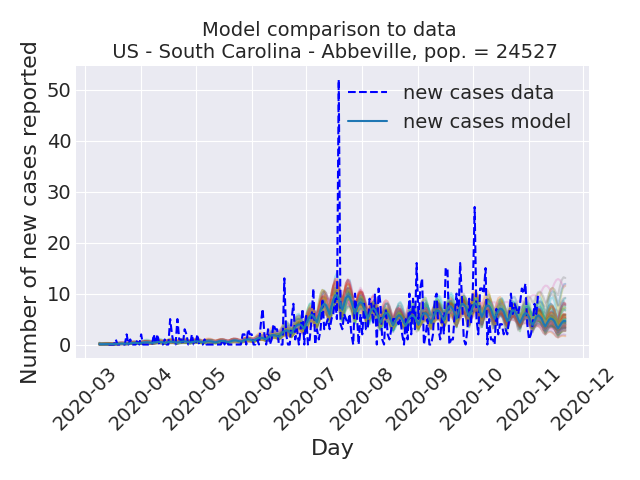 Model comparison to data
US - South Carolina - Abbeville, pop. = 24527
Number of new cases reported
50
40
30
20
10
0
new cases data
new cases model
2020-03
2020-04
2020-05
2020-06
2020-07
2020-08
2020-09
2020-10
2020-11
2020-12
Day